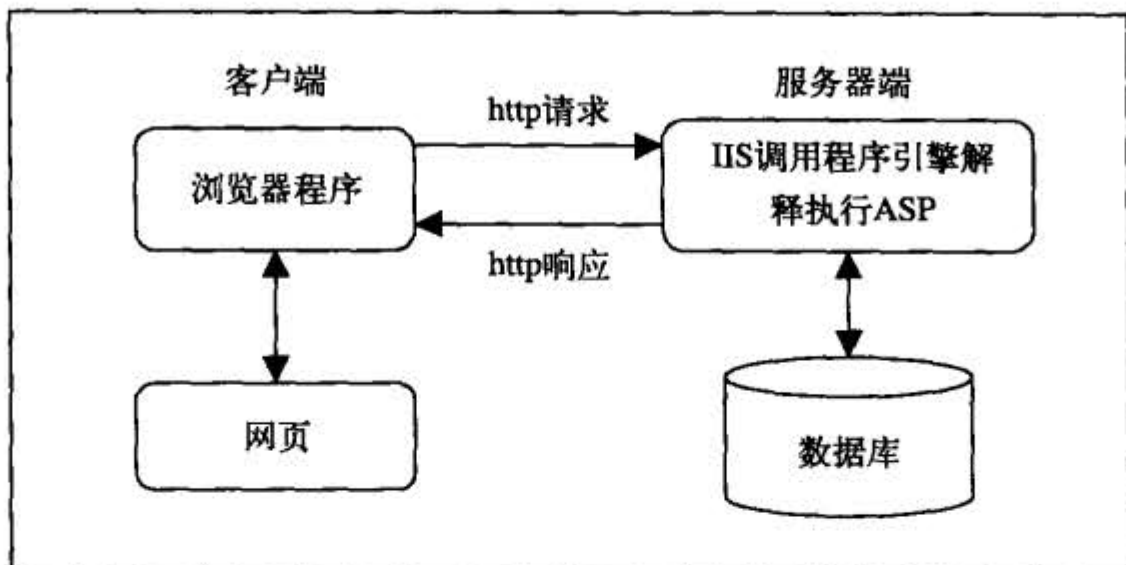 客户端
服务器端
http请求
浏览器程序
IIS调用程序引擎解
释执行ASP
http响应
网页
数据库